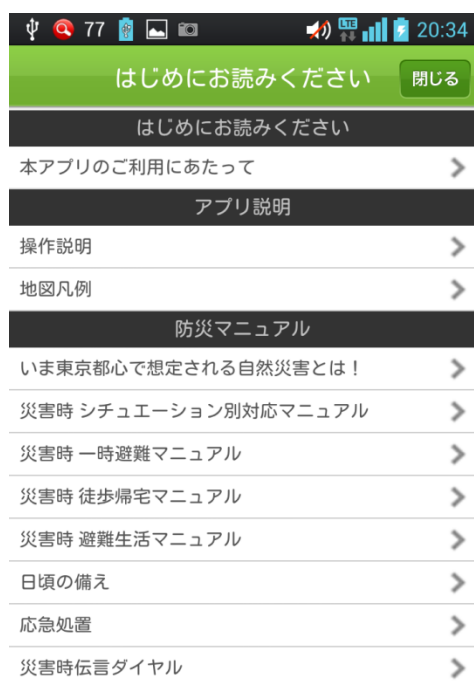 77 LTE 20:34
はじめにお読みください 閉じる
はじめにお読みください
本アプリのご利用にあたって
アプリ説明
操作説明
地図凡例
防災マニュアル
いま東京都心で想定される自然災害とは！
災害時 シチュエーション別対応マニュアル
災害時 一時避難マニュアル
災害時 徒歩帰宅マニュアル
災害時 避難生活マニュアル
日頃の備え
応急処置
災害時伝言ダイヤル